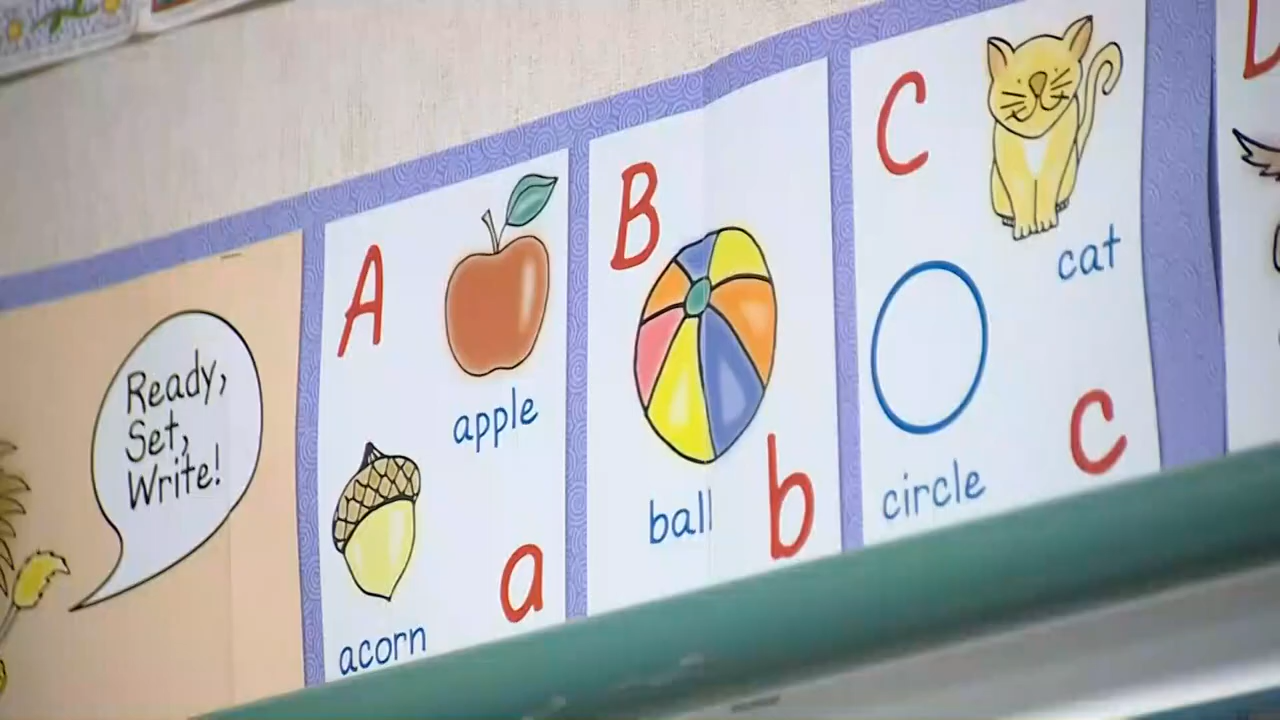 Ready,
Set,
Write!
A
apple
acorn
a
B
ball
b
C
cat
circle
c
D